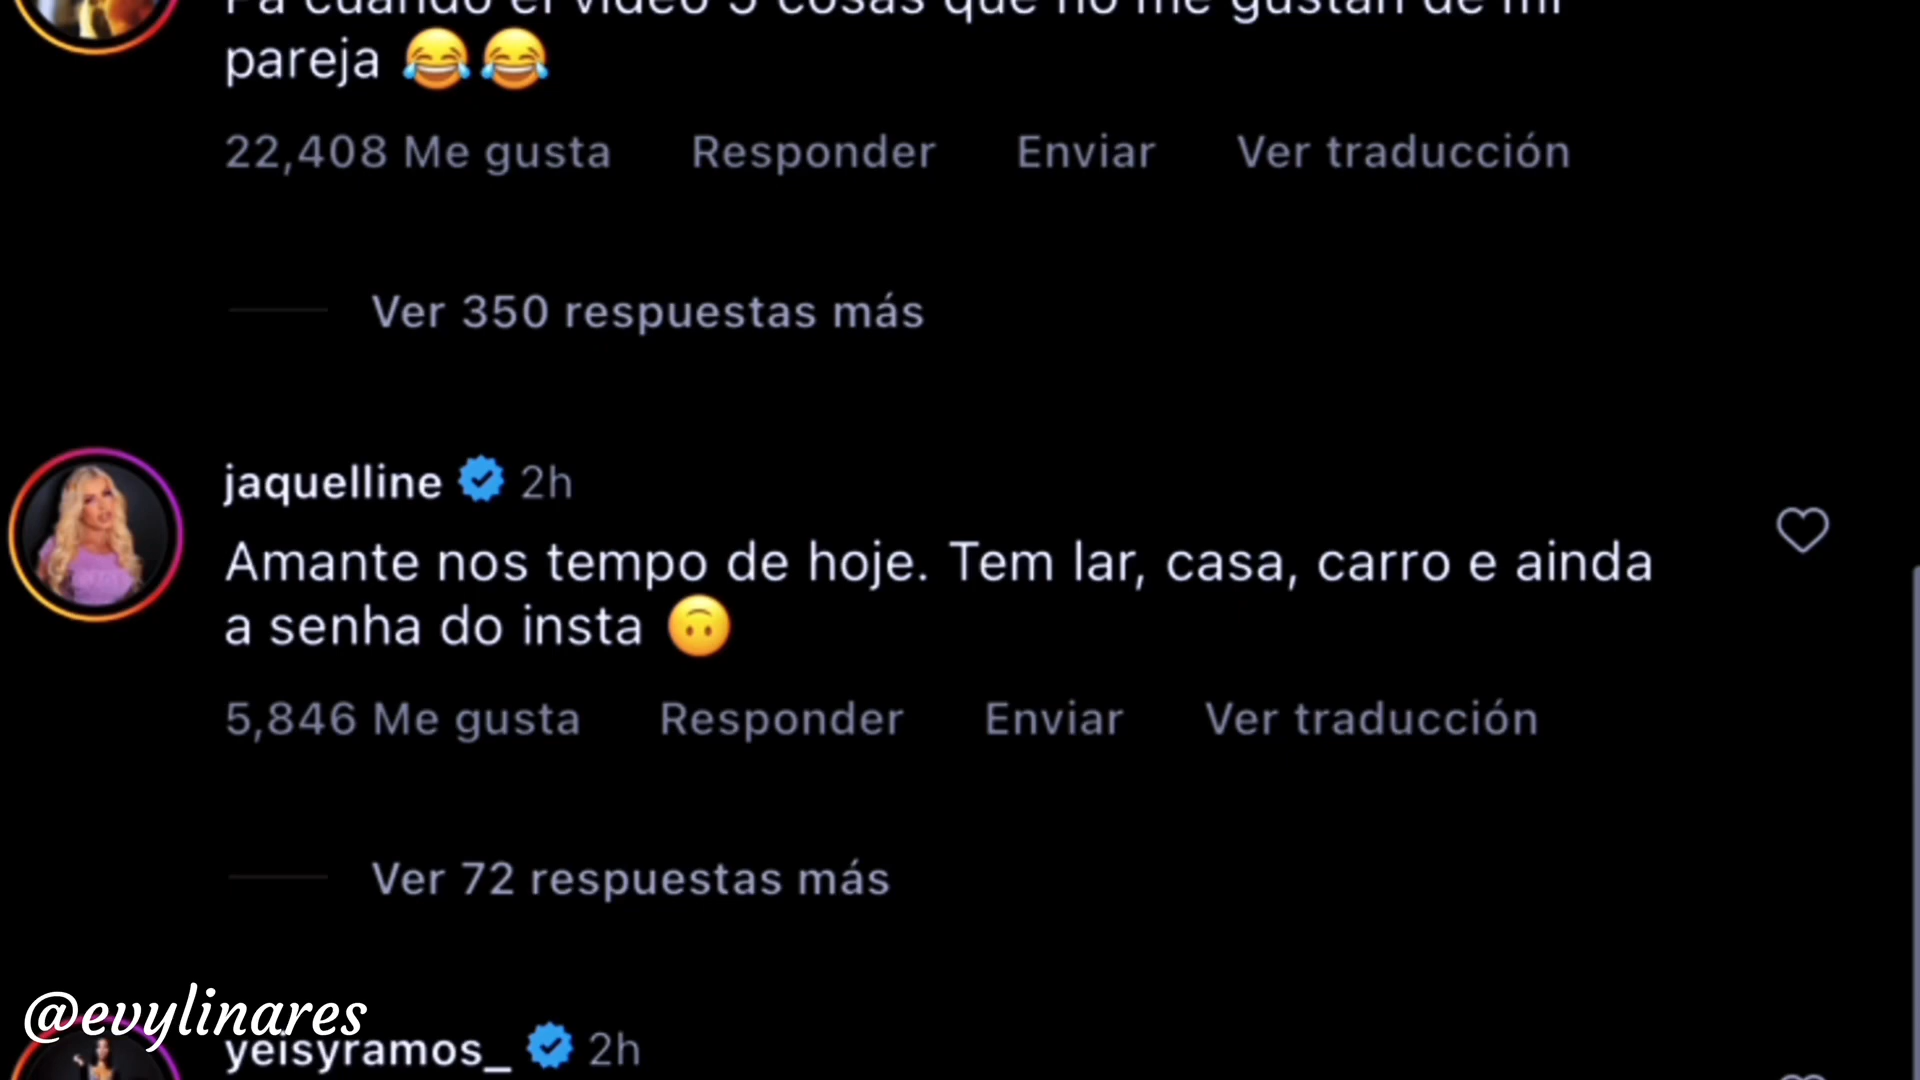 Pa cuando el video 5 cosas que no me gustan de mi
pareja 😂😂
22,408 Me gusta Responder Enviar Ver traducción
Ver 350 respuestas más
jaquelline 2h
Amante nos tempo de hoje. Tem lar, casa, carro e ainda
a senha do insta 🙃
5,846 Me gusta Responder Enviar Ver traducción
Ver 72 respuestas más
@evylinares
yeisyramos_ 2h